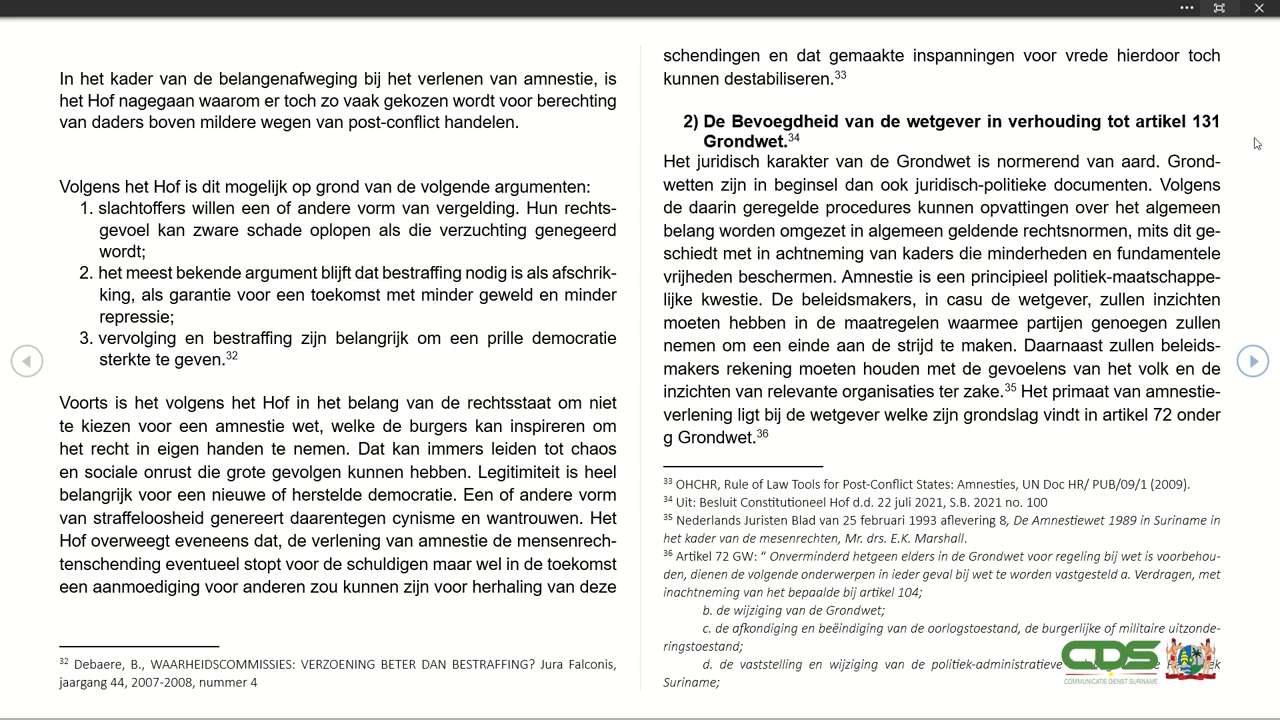 In het kader van de belangenafweging bij het verlenen van amnestie, is
het Hof nagegaan waarom er toch zo vaak gekozen wordt voor berechting
van daders boven mildere wegen van post-conflict handelen.
Volgens het Hof is dit mogelijk op grond van de volgende argumenten:
1. slachtoffers willen een of andere vorm van vergelding. Hun rechts-
gevoel kan zware schade oplopen als die verzuchting genegeerd
wordt;
2. het meest bekende argument blijft dat bestraffing nodig is als afschrik-
king, als garantie voor een toekomst met minder geweld en minder
repressie;
3. vervolging en bestraffing zijn belangrijk om een prille democratie
sterkte te geven.32
Voorts is het volgens het Hof in het belang van de rechtsstaat om niet
te kiezen voor een amnestie wet, welke de burgers kan inspireren om
het recht in eigen handen te nemen. Dat kan immers leiden tot chaos
en sociale onrust die grote gevolgen kunnen hebben. Legitimiteit is heel
belangrijk voor een nieuwe of herstelde democratie. Een of andere vorm
van straffeloosheid genereert daarentegen cynisme en wantrouwen. Het
Hof overweegt eveneens dat, de verlening van amnestie de mensenrech-
tenschending eventueel stopt voor de schuldigen maar wel in de toekomst
een aanmoediging voor anderen zou kunnen zijn voor herhaling van deze
32 Debaere, B., WAARHEIDSCOMMISSIES: VERZOENING BETER DAN BESTRAFFING? Jura Falconis,
jaargang 44, 2007-2008, nummer 4
schendingen en dat gemaakte inspanningen voor vrede hierdoor toch
kunnen destabiliseren.33
2) De Bevoegdheid van de wetgever in verhouding tot artikel 131
Grondwet.34
Het juridisch karakter van de Grondwet is normerend van aard. Grond-
wetten zijn in beginsel dan ook juridisch-politieke documenten. Volgens
de daarin geregelde procedures kunnen opvattingen over het algemeen
belang worden omgezet in algemeen geldende rechtsnormen, mits dit ge-
schiedt met in achtneming van kaders die minderheden en fundamentele
vrijheden beschermen. Amnestie is een principieel politiek-maatschappe-
lijke kwestie. De beleidsmakers, in casu de wetgever, zullen inzichten
moeten hebben in de maatregelen waarmee partijen genoegen zullen
nemen om een einde aan de strijd te maken. Daarnaast zullen beleids-
makers rekening moeten houden met de gevoelens van het volk en de
inzichten van relevante organisaties ter zake.35 Het primaat van amnestie-
verlening ligt bij de wetgever welke zijn grondslag vindt in artikel 72 onder
g Grondwet.36
33 OHCHR, Rule of Law Tools for Post-Conflict States: Amnesties, UN Doc HR/ PUB/09/1 (2009).
34 Uit: Besluit Constitutioneel Hof d.d. 22 juli 2021, S.B. 2021 no. 100
35 Nederlands Juristen Blad van 25 februari 1993 aflevering 8, De Amnestiewet 1989 in Suriname in
het kader van de mesenrechten, Mr. drs. E.K. Marshall.
36 Artikel 72 GW: “ Onverminderd hetgeen elders in de Grondwet voor regeling bij wet is voorbehou-
den, dienen de volgende onderwerpen in ieder geval bij wet te worden vastgesteld a. Verdragen, met
inachtneming van het bepaalde bij artikel 104;
b. de wijziging van de Grondwet;
c. de afkondiging en beëindiging van de oorlogstoestand, de burgerlijke of militaire uitzonde-
ringstoestand;
d. de vaststelling en wijziging van de politiek-administratieve
Suriname;
CDS
COMMUNICATIE DIENST SURINAME